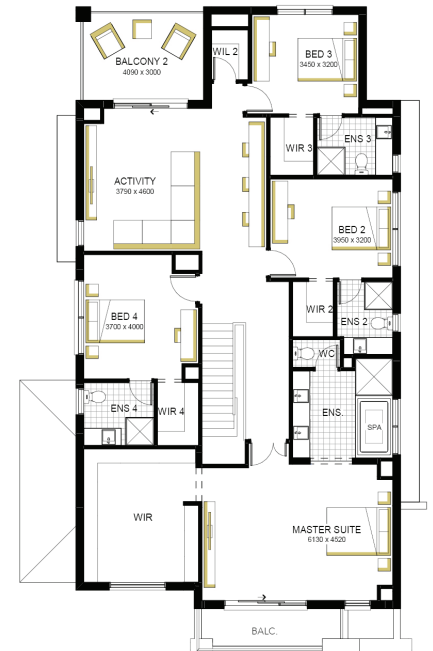 BALCONY 2
4090 x 3000
WIL 2
BED 3
3450 x 3200
WIR 3
ENS 3
ACTIVITY
3790 x 4600
BED 2
3950 x 3200
BED 4
3700 x 4000
WIR 2
ENS 2
WC
ENS 4
WIR 4
ENS.
SPA
WIR
MASTER SUITE
6130 x 4520
BALC.